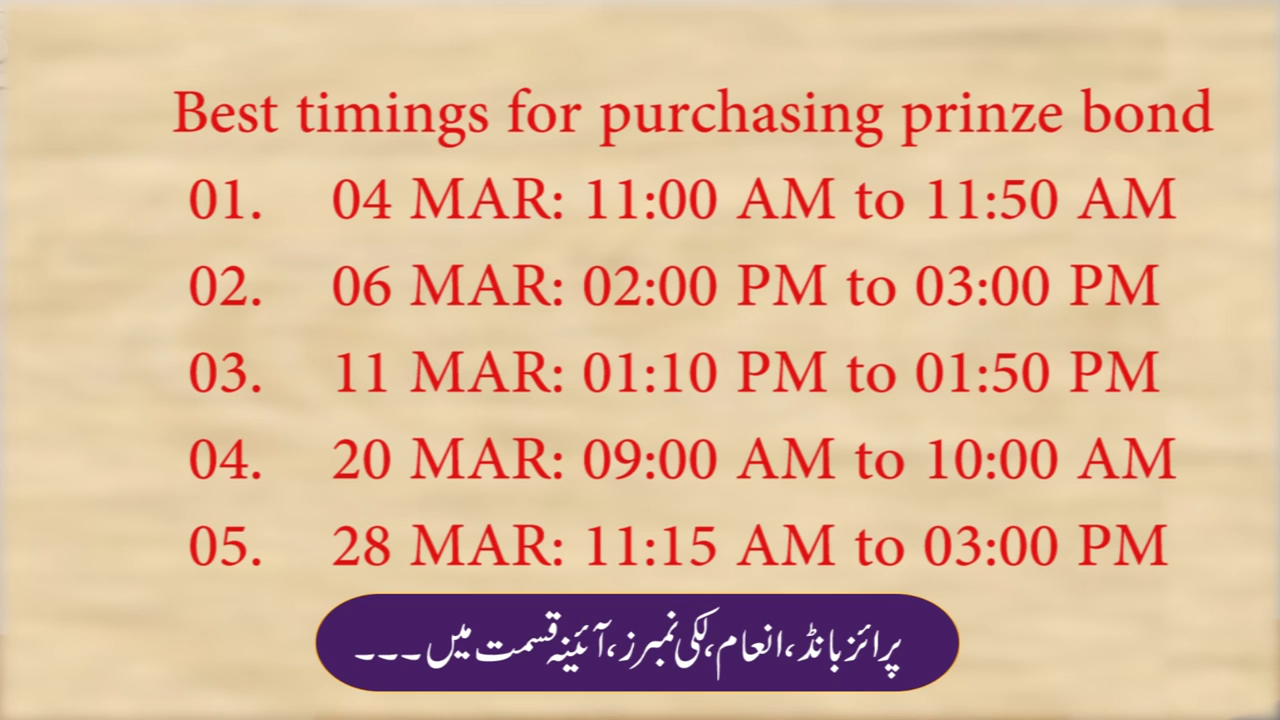 Best timings for purchasing prinze bond
01. 04 MAR: 11:00 AM to 11:50 AM
02. 06 MAR: 02:00 PM to 03:00 PM
03. 11 MAR: 01:10 PM to 01:50 PM
04. 20 MAR: 09:00 AM to 10:00 AM
05. 28 MAR: 11:15 AM to 03:00 PM
پرائز بانڈ، انعام، لکی نمبرز، آئینہ قسمت میں۔۔۔